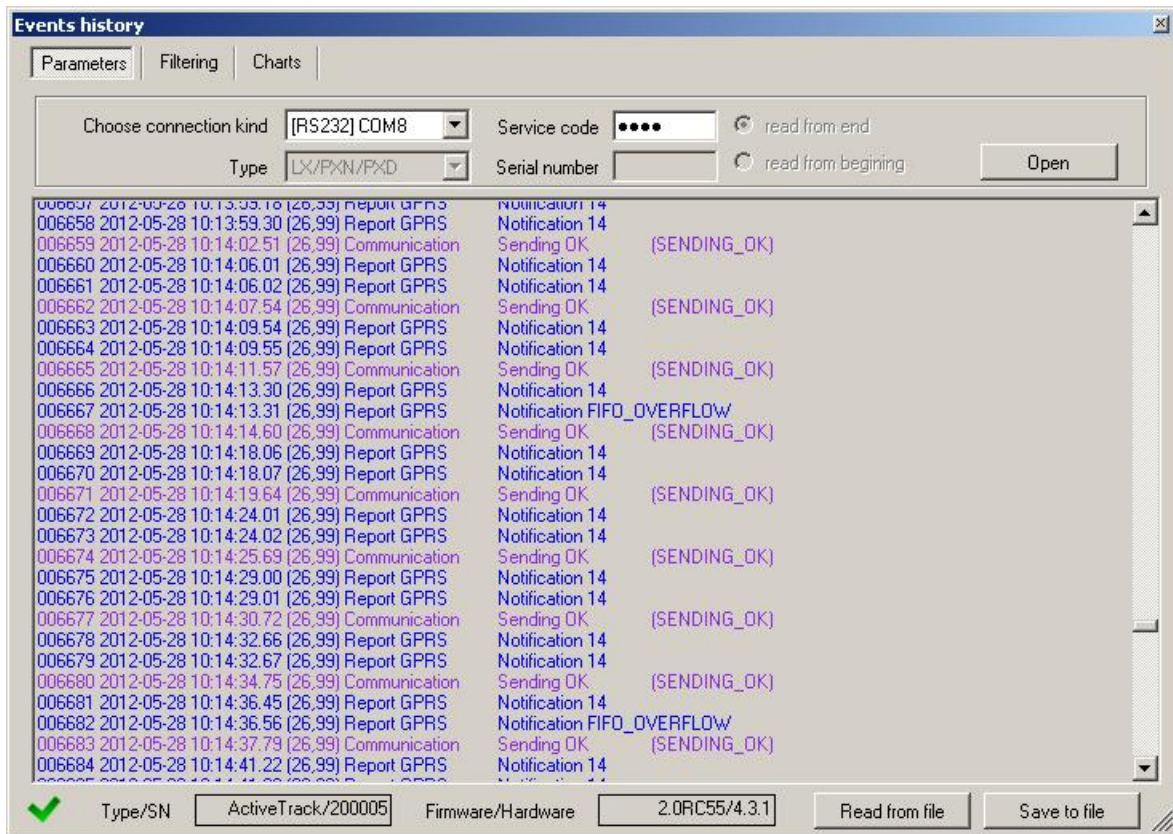 Events history
Parameters Filtering Charts
Choose connection kind [RS232] COM8 Service code •••• read from end
Type LX/PXN/PXD Serial number read from begining Open
006657 2012-05-28 10:13:59.18 (26,99) Report GPRS Notification 14
006658 2012-05-28 10:13:59.30 (26,99) Report GPRS Notification 14
006659 2012-05-28 10:14:02.51 (26,99) Communication Sending OK (SENDING_OK)
006660 2012-05-28 10:14:06.01 (26,99) Report GPRS Notification 14
006661 2012-05-28 10:14:06.02 (26,99) Report GPRS Notification 14
006662 2012-05-28 10:14:07.54 (26,99) Communication Sending OK (SENDING_OK)
006663 2012-05-28 10:14:09.54 (26,99) Report GPRS Notification 14
006664 2012-05-28 10:14:09.55 (26,99) Report GPRS Notification 14
006665 2012-05-28 10:14:11.57 (26,99) Communication Sending OK (SENDING_OK)
006666 2012-05-28 10:14:13.30 (26,99) Report GPRS Notification 14
006667 2012-05-28 10:14:13.31 (26,99) Report GPRS Notification FIFO_OVERFLOW
006668 2012-05-28 10:14:14.60 (26,99) Communication Sending OK (SENDING_OK)
006669 2012-05-28 10:14:18.06 (26,99) Report GPRS Notification 14
006670 2012-05-28 10:14:18.07 (26,99) Report GPRS Notification 14
006671 2012-05-28 10:14:19.64 (26,99) Communication Sending OK (SENDING_OK)
006672 2012-05-28 10:14:24.01 (26,99) Report GPRS Notification 14
006673 2012-05-28 10:14:24.02 (26,99) Report GPRS Notification 14
006674 2012-05-28 10:14:25.69 (26,99) Communication Sending OK (SENDING_OK)
006675 2012-05-28 10:14:29.00 (26,99) Report GPRS Notification 14
006676 2012-05-28 10:14:29.01 (26,99) Report GPRS Notification 14
006677 2012-05-28 10:14:30.72 (26,99) Communication Sending OK (SENDING_OK)
006678 2012-05-28 10:14:32.66 (26,99) Report GPRS Notification 14
006679 2012-05-28 10:14:32.67 (26,99) Report GPRS Notification 14
006680 2012-05-28 10:14:34.75 (26,99) Communication Sending OK (SENDING_OK)
006681 2012-05-28 10:14:36.45 (26,99) Report GPRS Notification 14
006682 2012-05-28 10:14:36.56 (26,99) Report GPRS Notification FIFO_OVERFLOW
006683 2012-05-28 10:14:37.79 (26,99) Communication Sending OK (SENDING_OK)
006684 2012-05-28 10:14:41.22 (26,99) Report GPRS Notification 14
Type/SN ActiveTrack/200005 Firmware/Hardware 2.0RC55/4.3.1 Read from file Save to file